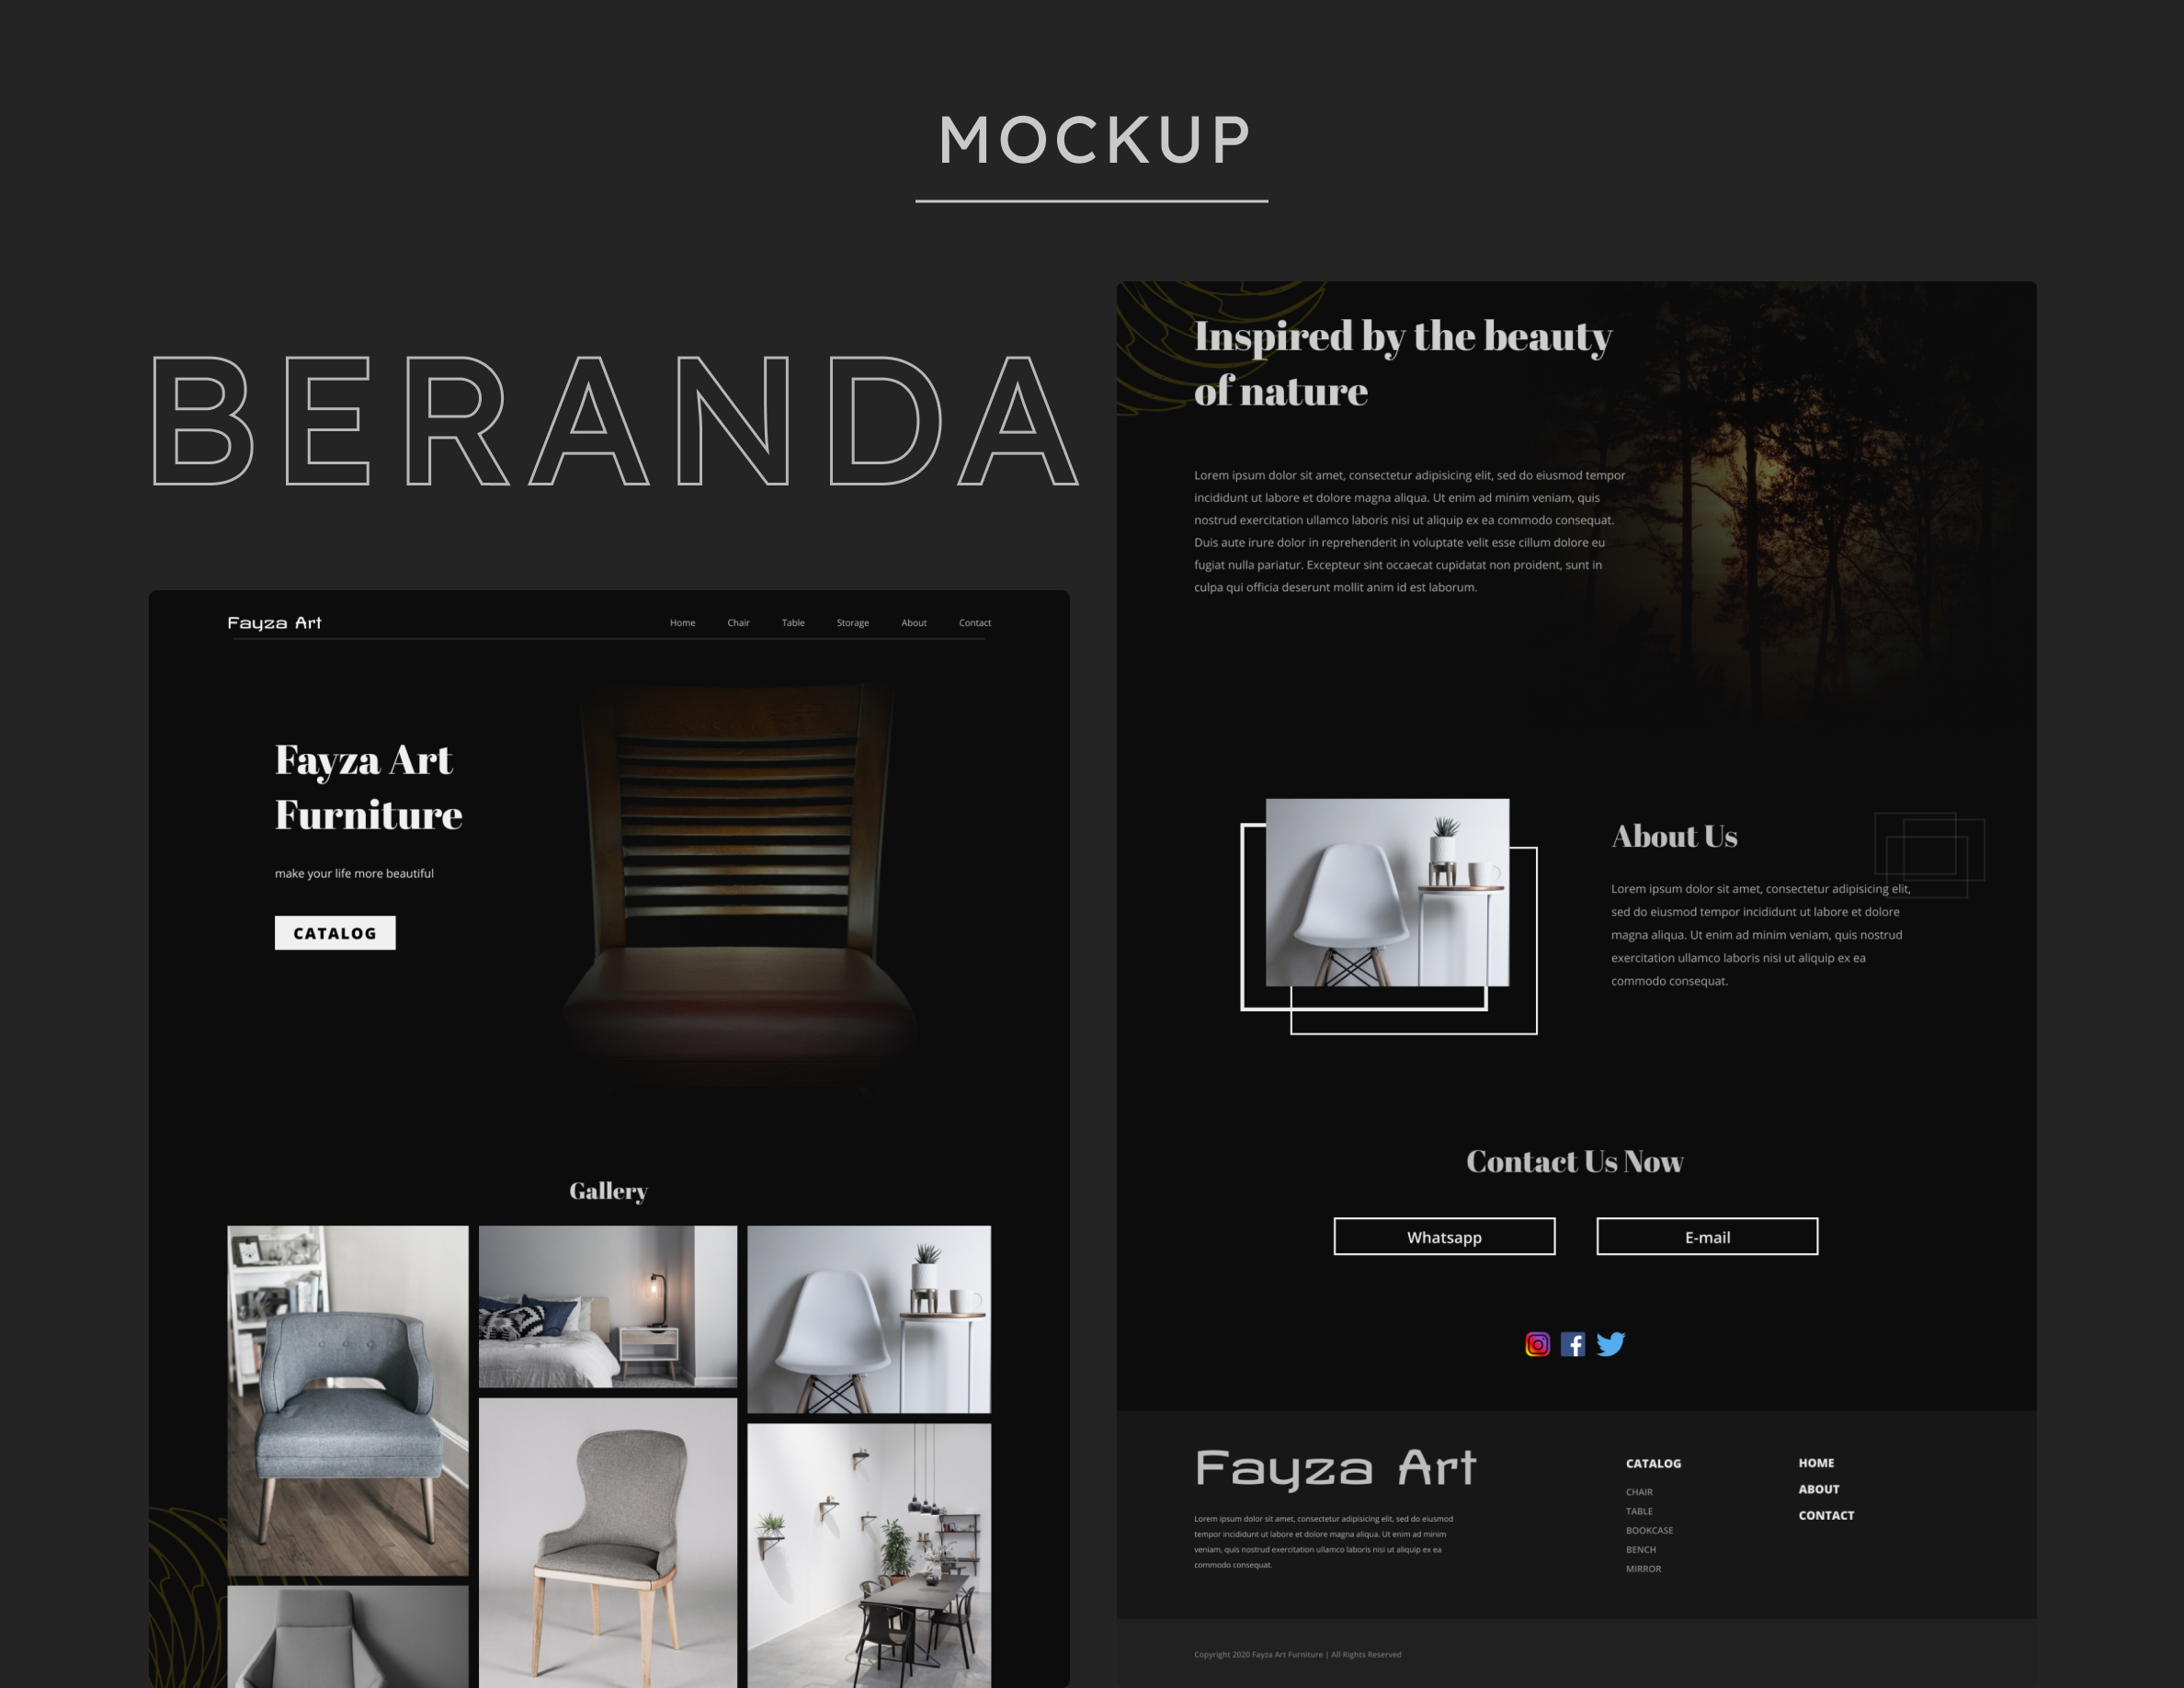 MOCKUP
BERANDA
Fayza Art
Home Chair Table Storage About Contact
Fayza Art
Furniture
make your life more beautiful
CATALOG
Gallery
Inspired by the beauty
of nature
Lorem ipsum dolor sit amet, consectetur adipisicing elit, sed do eiusmod tempor
incididunt ut labore et dolore magna aliqua. Ut enim ad minim veniam, quis
nostrud exercitation ullamco laboris nisi ut aliquip ex ea commodo consequat.
Duis aute irure dolor in reprehenderit in voluptate velit esse cillum dolore eu
fugiat nulla pariatur. Excepteur sint occaecat cupidatat non proident, sunt in
culpa qui officia deserunt mollit anim id est laborum.
About Us
Lorem ipsum dolor sit amet, consectetur adipisicing elit,
sed do eiusmod tempor incididunt ut labore et dolore
magna aliqua. Ut enim ad minim veniam, quis nostrud
exercitation ullamco laboris nisi ut aliquip ex ea
commodo consequat.
Contact Us Now
Whatsapp
E-mail
Fayza Art
Lorem ipsum dolor sit amet, consectetur adipisicing elit, sed do eiusmod
tempor incididunt ut labore et dolore magna aliqua. Ut enim ad minim
veniam, quis nostrud exercitation ullamco laboris nisi ut aliquip ex ea
commodo consequat.
CATALOG
CHAIR
TABLE
BOOKCASE
BENCH
MIRROR
HOME
ABOUT
CONTACT
Copyright 2020 Fayza Art Furniture | All Rights Reserved